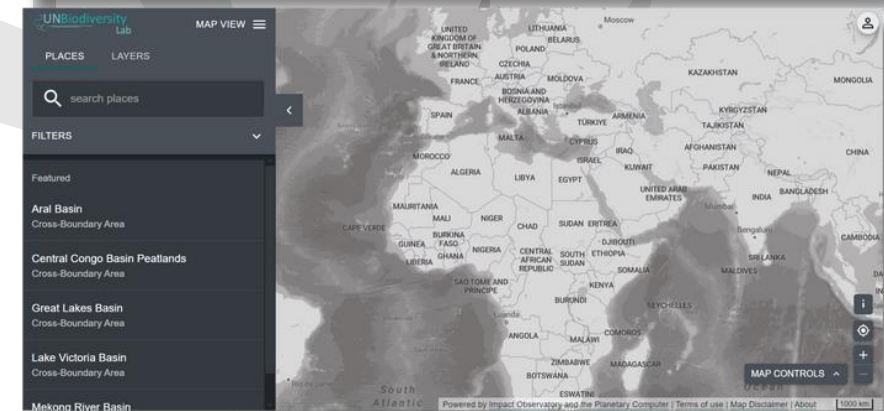 UNBiodiversity
Lab
MAP VIEW
PLACES LAYERS
search places
FILTERS
Featured
Aral Basin
Cross-Boundary Area
Central Congo Basin Peatlands
Cross-Boundary Area
Great Lakes Basin
Cross-Boundary Area
Lake Victoria Basin
Cross-Boundary Area
Mekong River Basin
Moscow
UNITED
KINGDOM OF
GREAT BRITAIN
& NORTHERN
IRELAND
LITHUANIA
BELARUS
POLAND
CZECHIA
FRANCE
AUSTRIA
MOLDOVA
KAZAKHSTAN
MONGOLIA
BOSNIA AND
HERZEGOVINA
SPAIN
ALBANIA
Istanbul
TÜRKIYE
ARMENIA
KYRGYZSTAN
TAJIKISTAN
MALTA
CYPRUS
MOROCCO
ISRAEL
IRAQ
AFGHANISTAN
CHINA
ALGERIA
LIBYA
EGYPT
KUWAIT
PAKISTAN
NEPAL
UNITED ARAB
EMIRATES
INDIA
BANGLADESH
MAURITANIA
MALI
NIGER
CHAD
SUDAN
ERITREA
Mumbai
CAPE VERDE
BURKINA
FASO
GUINEA
GHANA
NIGERIA
LIBERIA
CENTRAL
AFRICAN
REPUBLIC
SOUTH
SUDAN
ETHIOPIA
DJIBOUTI
SOMALIA
Bengaluru
SRI LANKA
MALDIVES
CAMBODIA
SAO TOME AND
PRINCIPE
KENYA
BURUNDI
SEYCHELLES
Luanda
ANGOLA
MALAWI
COMOROS
ZIMBABWE
MADAGASCAR
BOTSWANA
ESWATINI
South
Atlantic
Ocean
MAP CONTROLS
Powered by Impact Observatory and the Planetary Computer | Terms of use | Map Disclaimer | About
1000 km